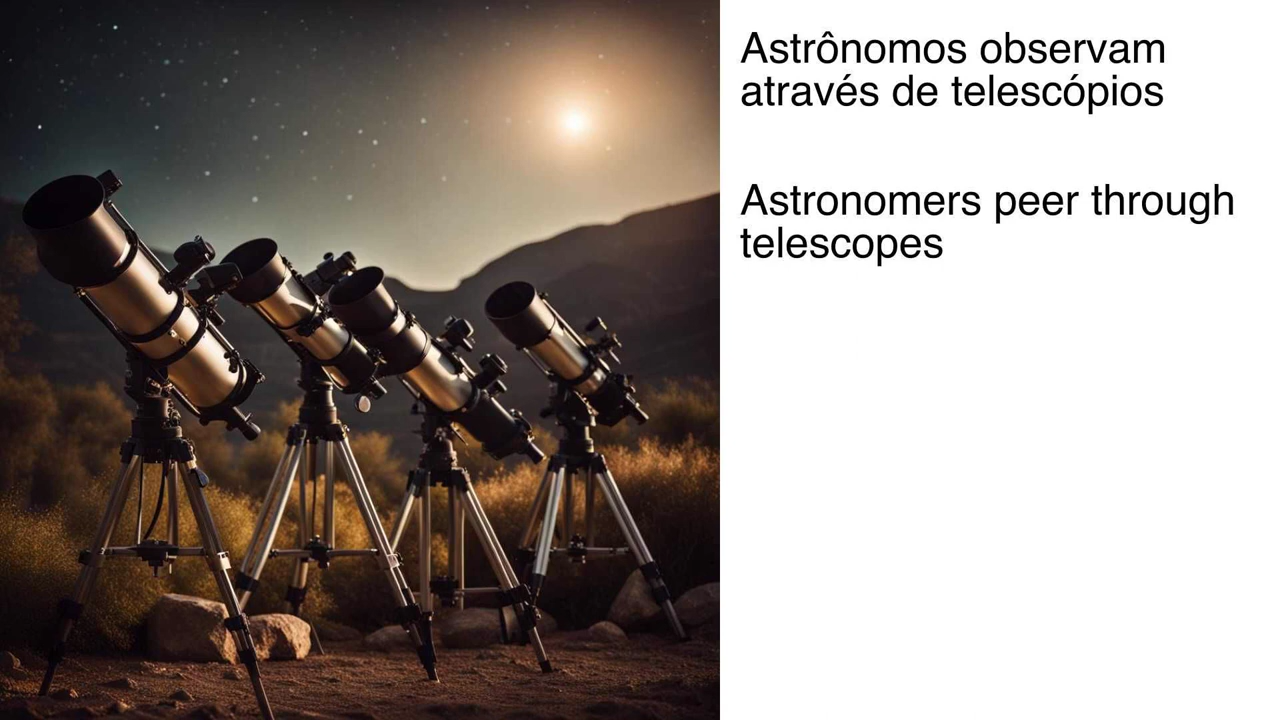 Astrônomos observam
através de telescópios
Astronomers peer through
telescopes